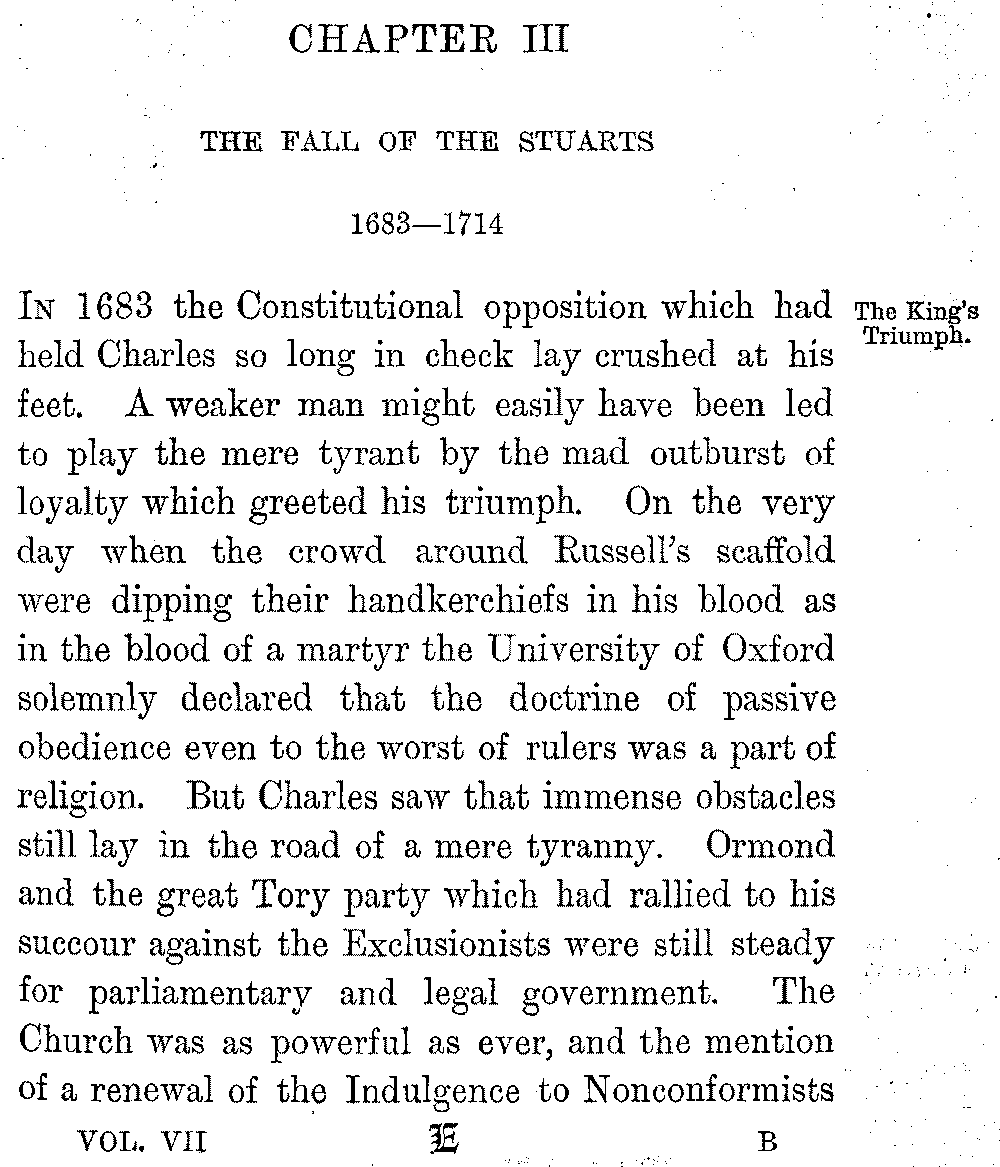 CHAPTER III
THE FALL OF THE STUARTS
1683—1714
IN 1683 the Constitutional opposition which had
The King's
Triumph.
held Charles so long in check lay crushed at his
feet. A weaker man might easily have been led
to play the mere tyrant by the mad outburst of
loyalty which greeted his triumph. On the very
day when the crowd around Russell's scaffold
were dipping their handkerchiefs in his blood as
in the blood of a martyr the University of Oxford
solemnly declared that the doctrine of passive
obedience even to the worst of rulers was a part of
religion. But Charles saw that immense obstacles
still lay in the road of a mere tyranny. Ormond
and the great Tory party which had rallied to his
succour against the Exclusionists were still steady
for parliamentary and legal government. The
Church was as powerful as ever, and the mention
of a renewal of the Indulgence to Nonconformists
VOL. VII E B